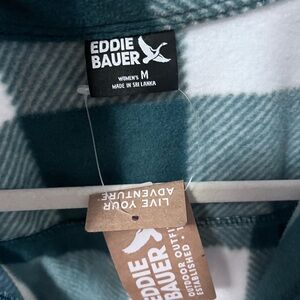 EDDIE
BAUER
WOMEN'S M
MADE IN SRI LANKA
LIVE YOUR
ADVENTURE
EDDIE
BAUER
OUTDOOR OUTFI
ESTABLISHED